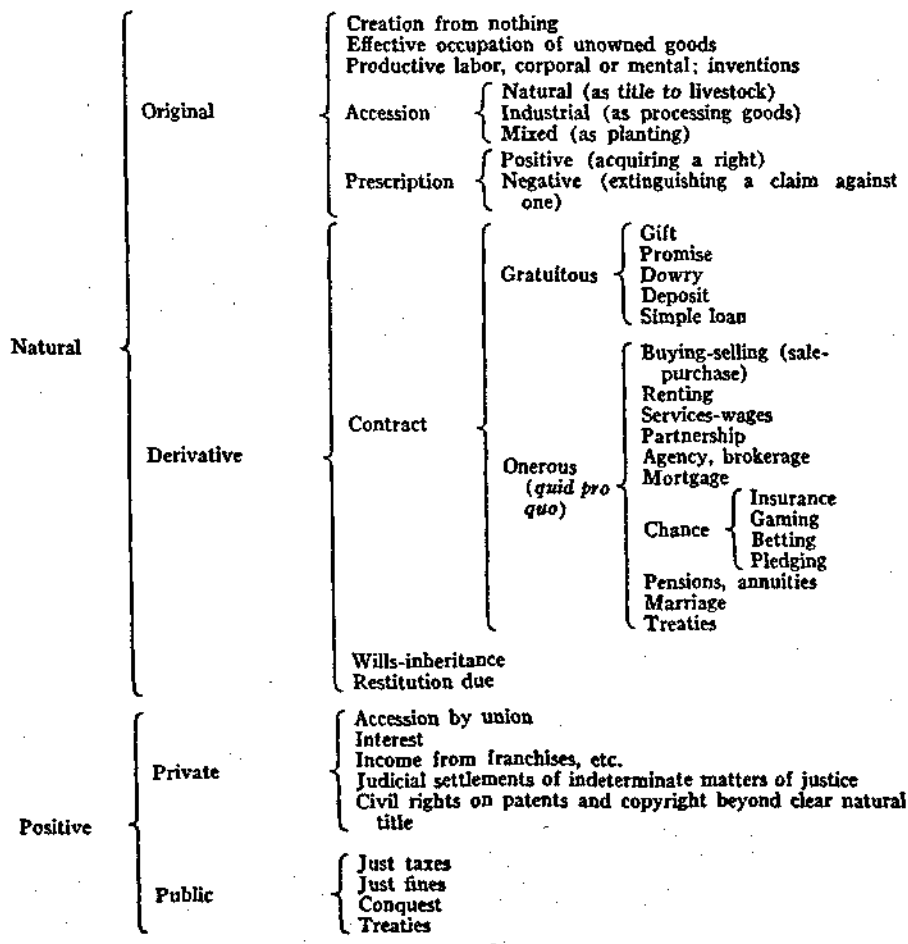 Creation from nothing
Effective occupation of unowned goods
Productive labor, corporal or mental; inventions
Original
Accession
Natural (as title to livestock)
Industrial (as processing goods)
Mixed (as planting)
Prescription
Positive (acquiring a right)
Negative (extinguishing a claim against
one)
Natural
Derivative
Contract
Gratuitous
Gift
Promise
Dowry
Deposit
Simple loan
Onerous
(quid pro
quo)
Buying-selling (sale-
purchase)
Renting
Services-wages
Partnership
Agency, brokerage
Mortgage
Chance
Insurance
Gaming
Betting
Pledging
Pensions, annuities
Marriage
Treaties
Wills-inheritance
Restitution due
Positive
Private
Accession by union
Interest
Income from franchises, etc.
Judicial settlements of indeterminate matters of justice
Civil rights on patents and copyright beyond clear natural
title
Public
Just taxes
Just fines
Conquest
Treaties